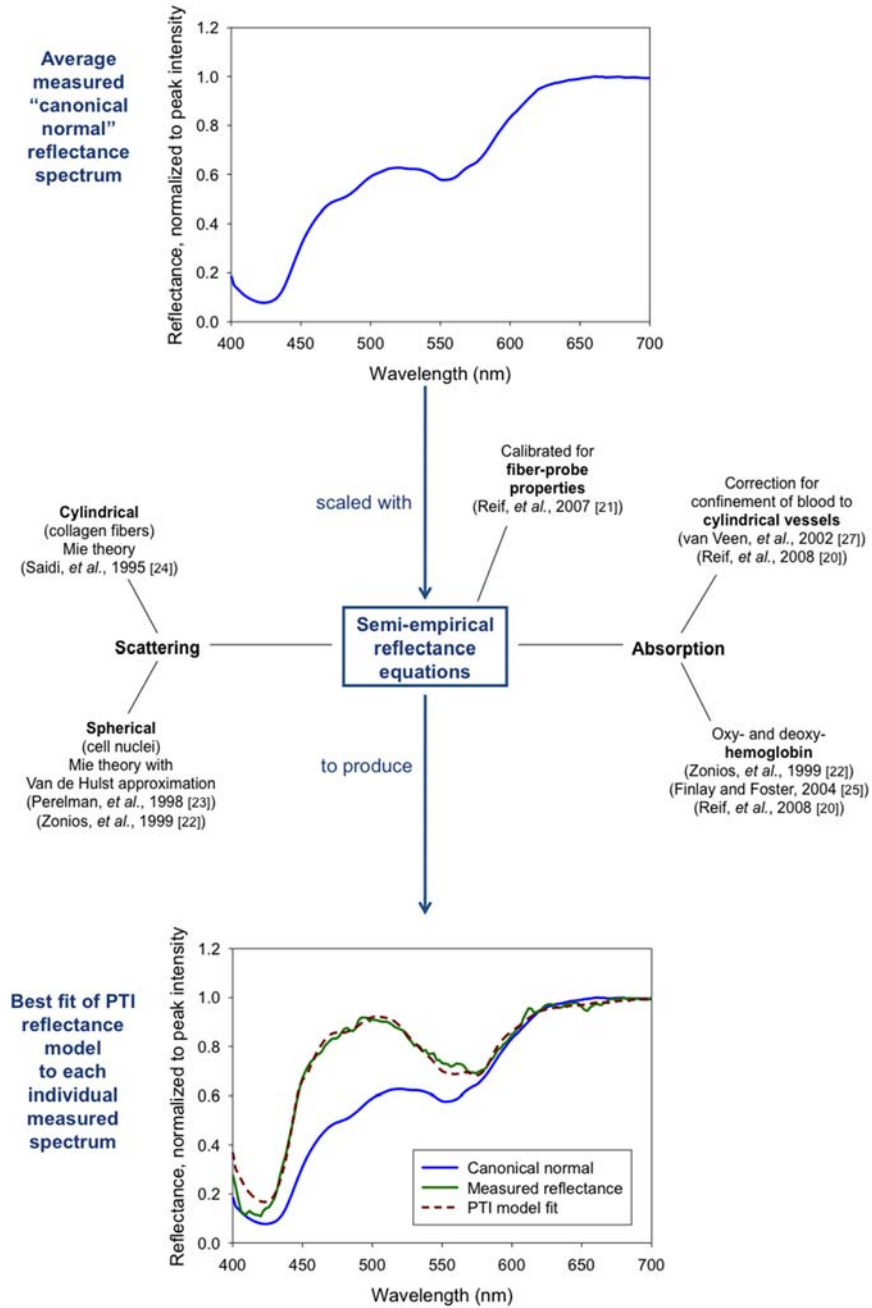 Average
measured
“canonical
normal”
reflectance
spectrum
Reflectance, normalized to peak intensity
1.2
1.0
0.8
0.6
0.4
0.2
0.0
400 450 500 550 600 650 700
Wavelength (nm)
scaled with
Calibrated for
fiber-probe
properties
(Reif, et al., 2007 [21])
Cylindrical
(collagen fibers)
Mie theory
(Saidi, et al., 1995 [24])
Correction for
confinement of blood to
cylindrical vessels
(van Veen, et al., 2002 [27])
(Reif, et al., 2008 [20])
Scattering
Semi-empirical
reflectance
equations
Absorption
Spherical
(cell nuclei)
Mie theory with
Van de Hulst approximation
(Perelman, et al., 1998 [23])
(Zonios, et al., 1999 [22])
to produce
Oxy- and deoxy-
hemoglobin
(Zonios, et al., 1999 [22])
(Finlay and Foster, 2004 [25])
(Reif, et al., 2008 [20])
Best fit of PTI
reflectance
model
to each
individual
measured
spectrum
Reflectance, normalized to peak intensity
1.2
1.0
0.8
0.6
0.4
0.2
0.0
Canonical normal
Measured reflectance
PTI model fit
400 450 500 550 600 650 700
Wavelength (nm)